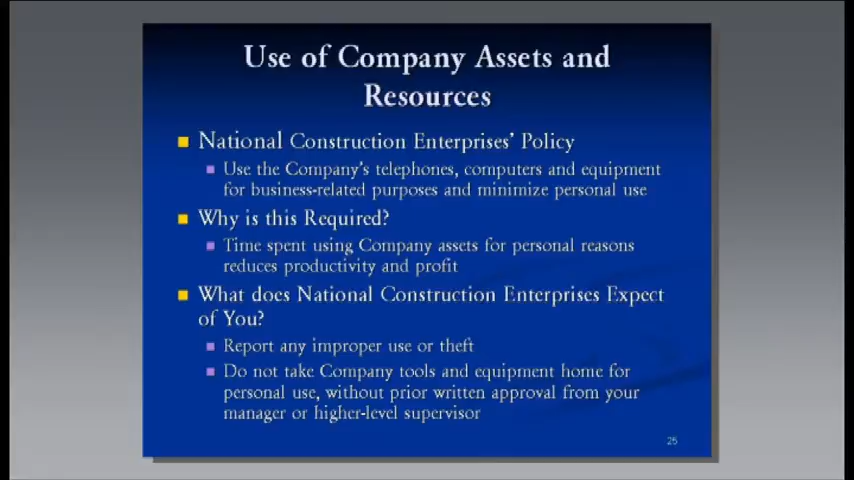 Use of Company Assets and
Resources
National Construction Enterprises' Policy
Use the Company's telephones, computers and equipment
for business-related purposes and minimize personal use
Why is this Required?
Time spent using Company assets for personal reasons
reduces productivity and profit
What does National Construction Enterprises Expect
of You?
Report any improper use or theft
Do not take Company tools and equipment home for
personal use, without prior written approval from your
manager or higher-level supervisor
25